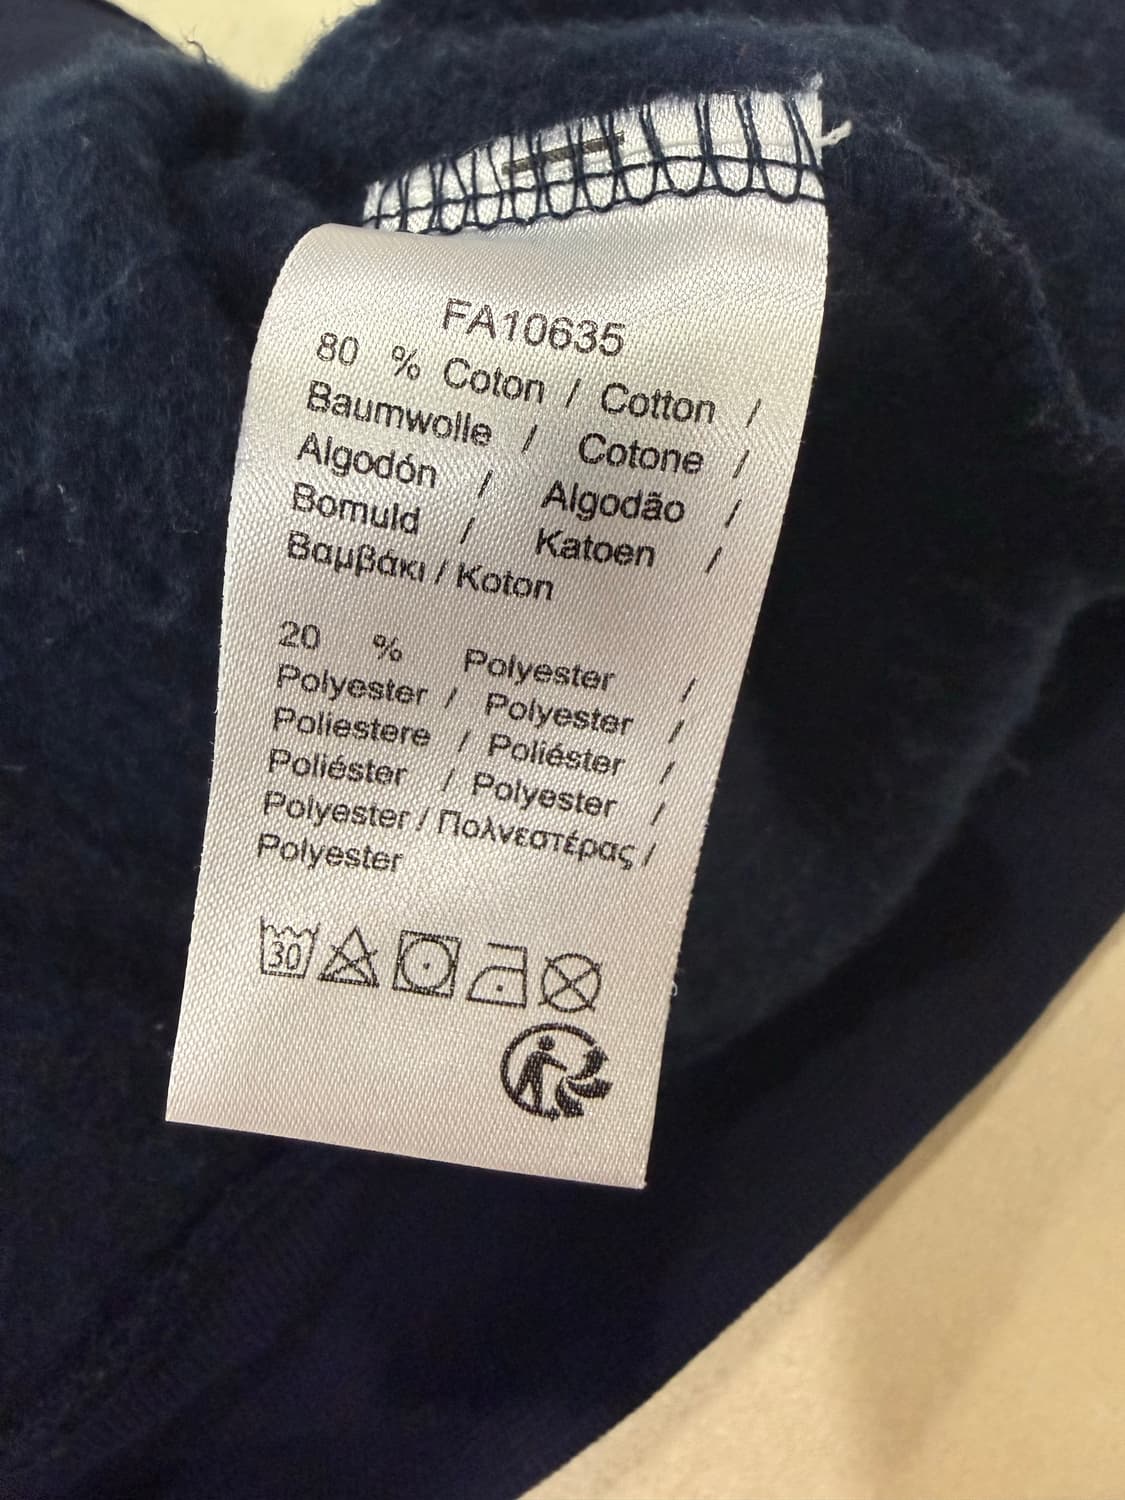 FA10635
80 % Coton / Cotton /
Baumwolle / Cotone /
Algodón / Algodão /
Bomuld / Katoen /
Βαμβάκι / Koton
20 % Polyester /
Polyester / Polyester /
Poliestere / Poliéster /
Poliéster / Polyester /
Polyester / Πολνεστέρας /
Polyester
30